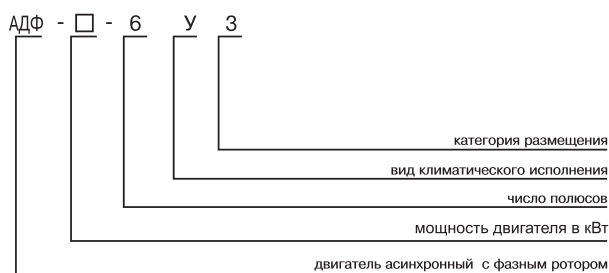 АДФ - □ - 6 У 3
категория размещения
вид климатического исполнения
число полюсов
мощность двигателя в кВт
двигатель асинхронный с фазным ротором